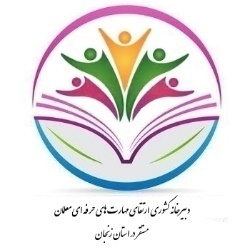 دبیرخانه کشوری ارتقای مهارت های حرفه ای معلمان
مستقر در استان زنجان